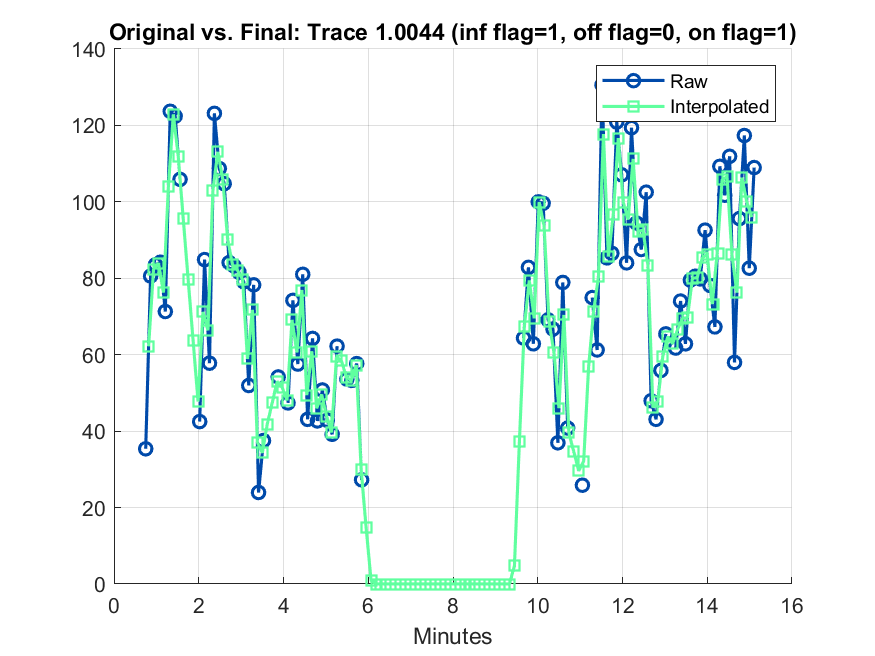 Original vs. Final: Trace 1.0044 (inf flag=1, off flag=0, on flag=1)
Raw
Interpolated
140
120
100
80
60
40
20
0
0 2 4 6 8 10 12 14 16
Minutes